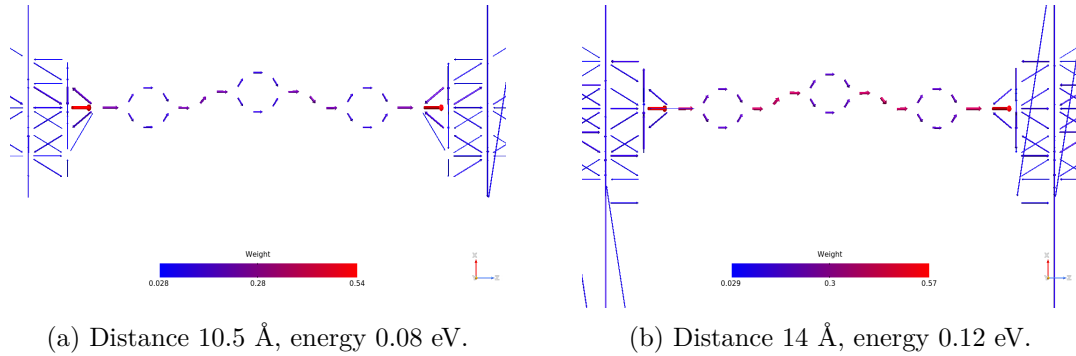 Weight
0.028
0.28
0.54
Weight
0.029
0.3
0.57
(a) Distance 10.5 Å, energy 0.08 eV.
(b) Distance 14 Å, energy 0.12 eV.